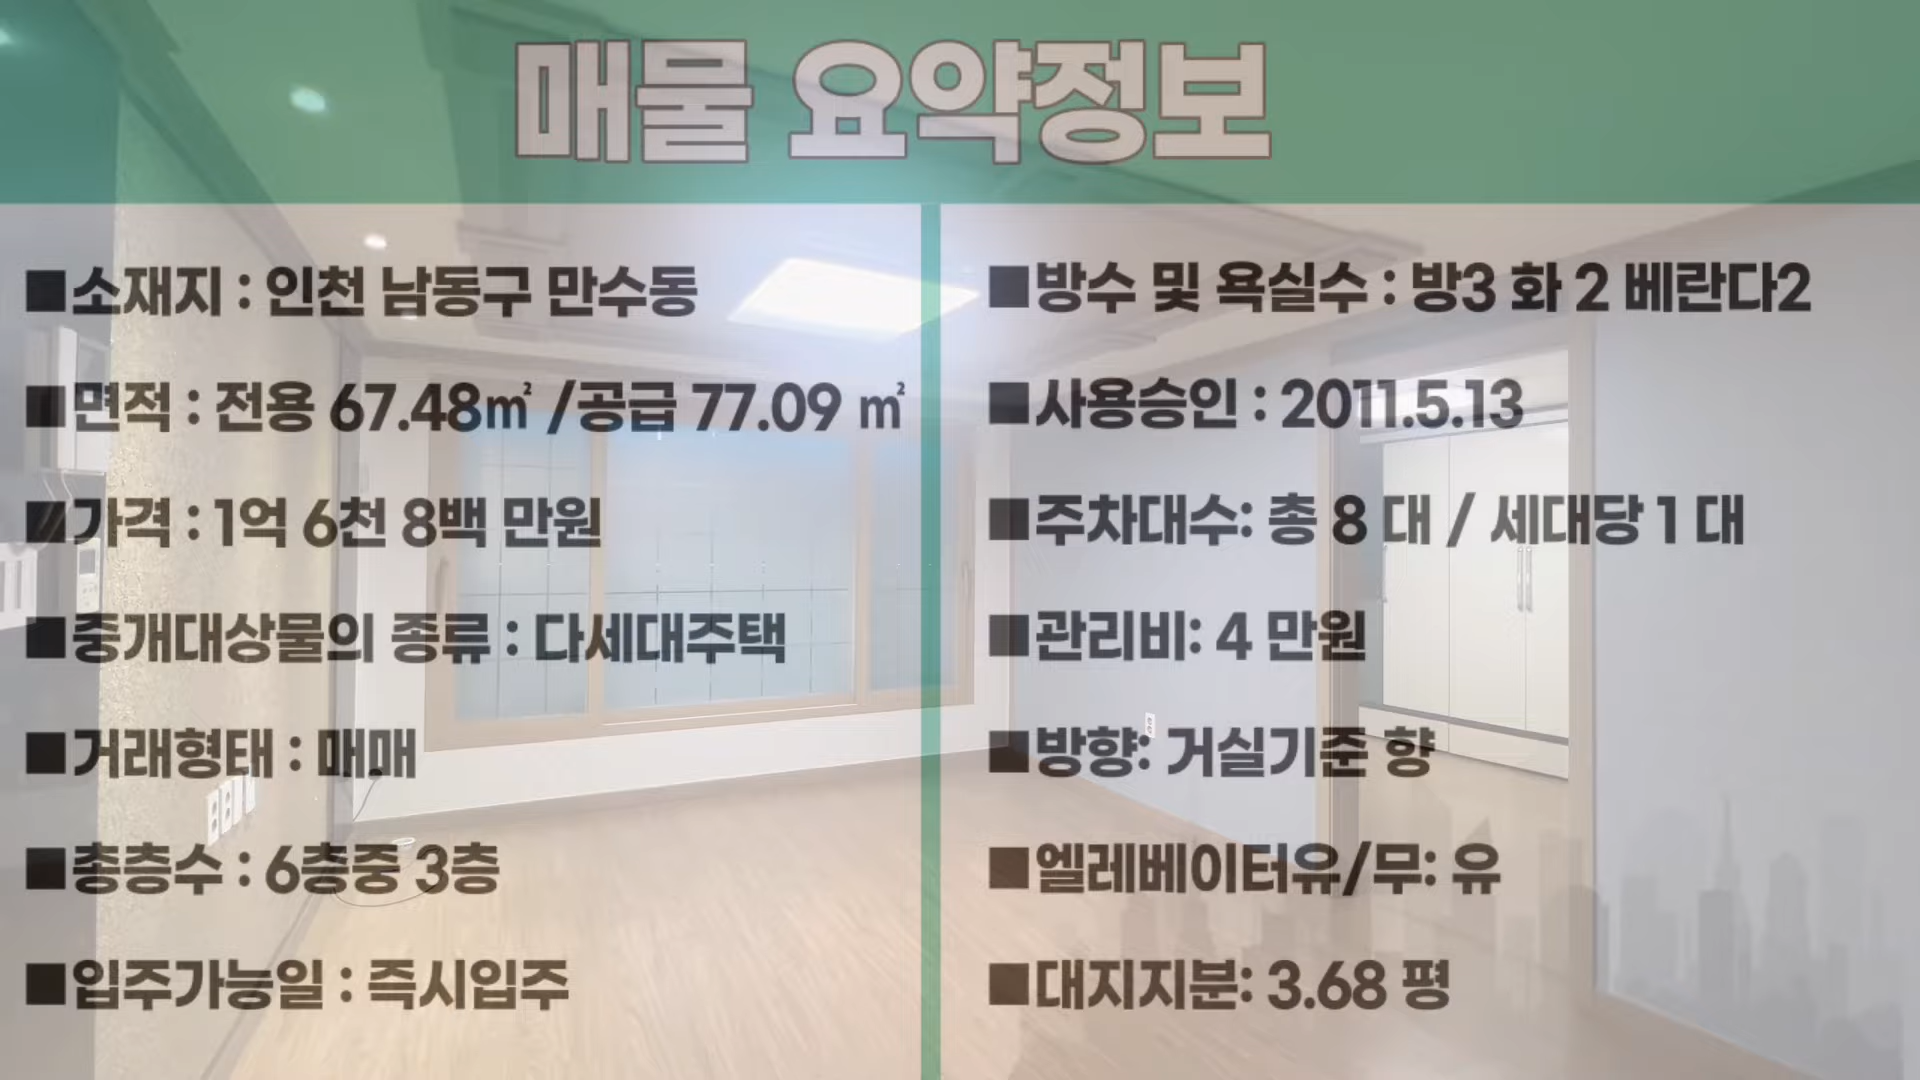 매물 요약정보
■소재지 : 인천 남동구 만수동
■면적 : 전용 67.48㎡ /공급 77.09 ㎡
■가격 : 1억 6천 8백 만원
■중개대상물의 종류 : 다세대주택
■거래형태 : 매매
■총층수 : 6층중 3층
■입주가능일 : 즉시입주
■방수 및 욕실수 : 방3 화 2 베란다2
■사용승인 : 2011.5.13
■주차대수: 총 8 대 / 세대당 1 대
■관리비: 4 만원
■방향: 거실기준 향
■엘레베이터유/무: 유
■대지지분: 3.68 평